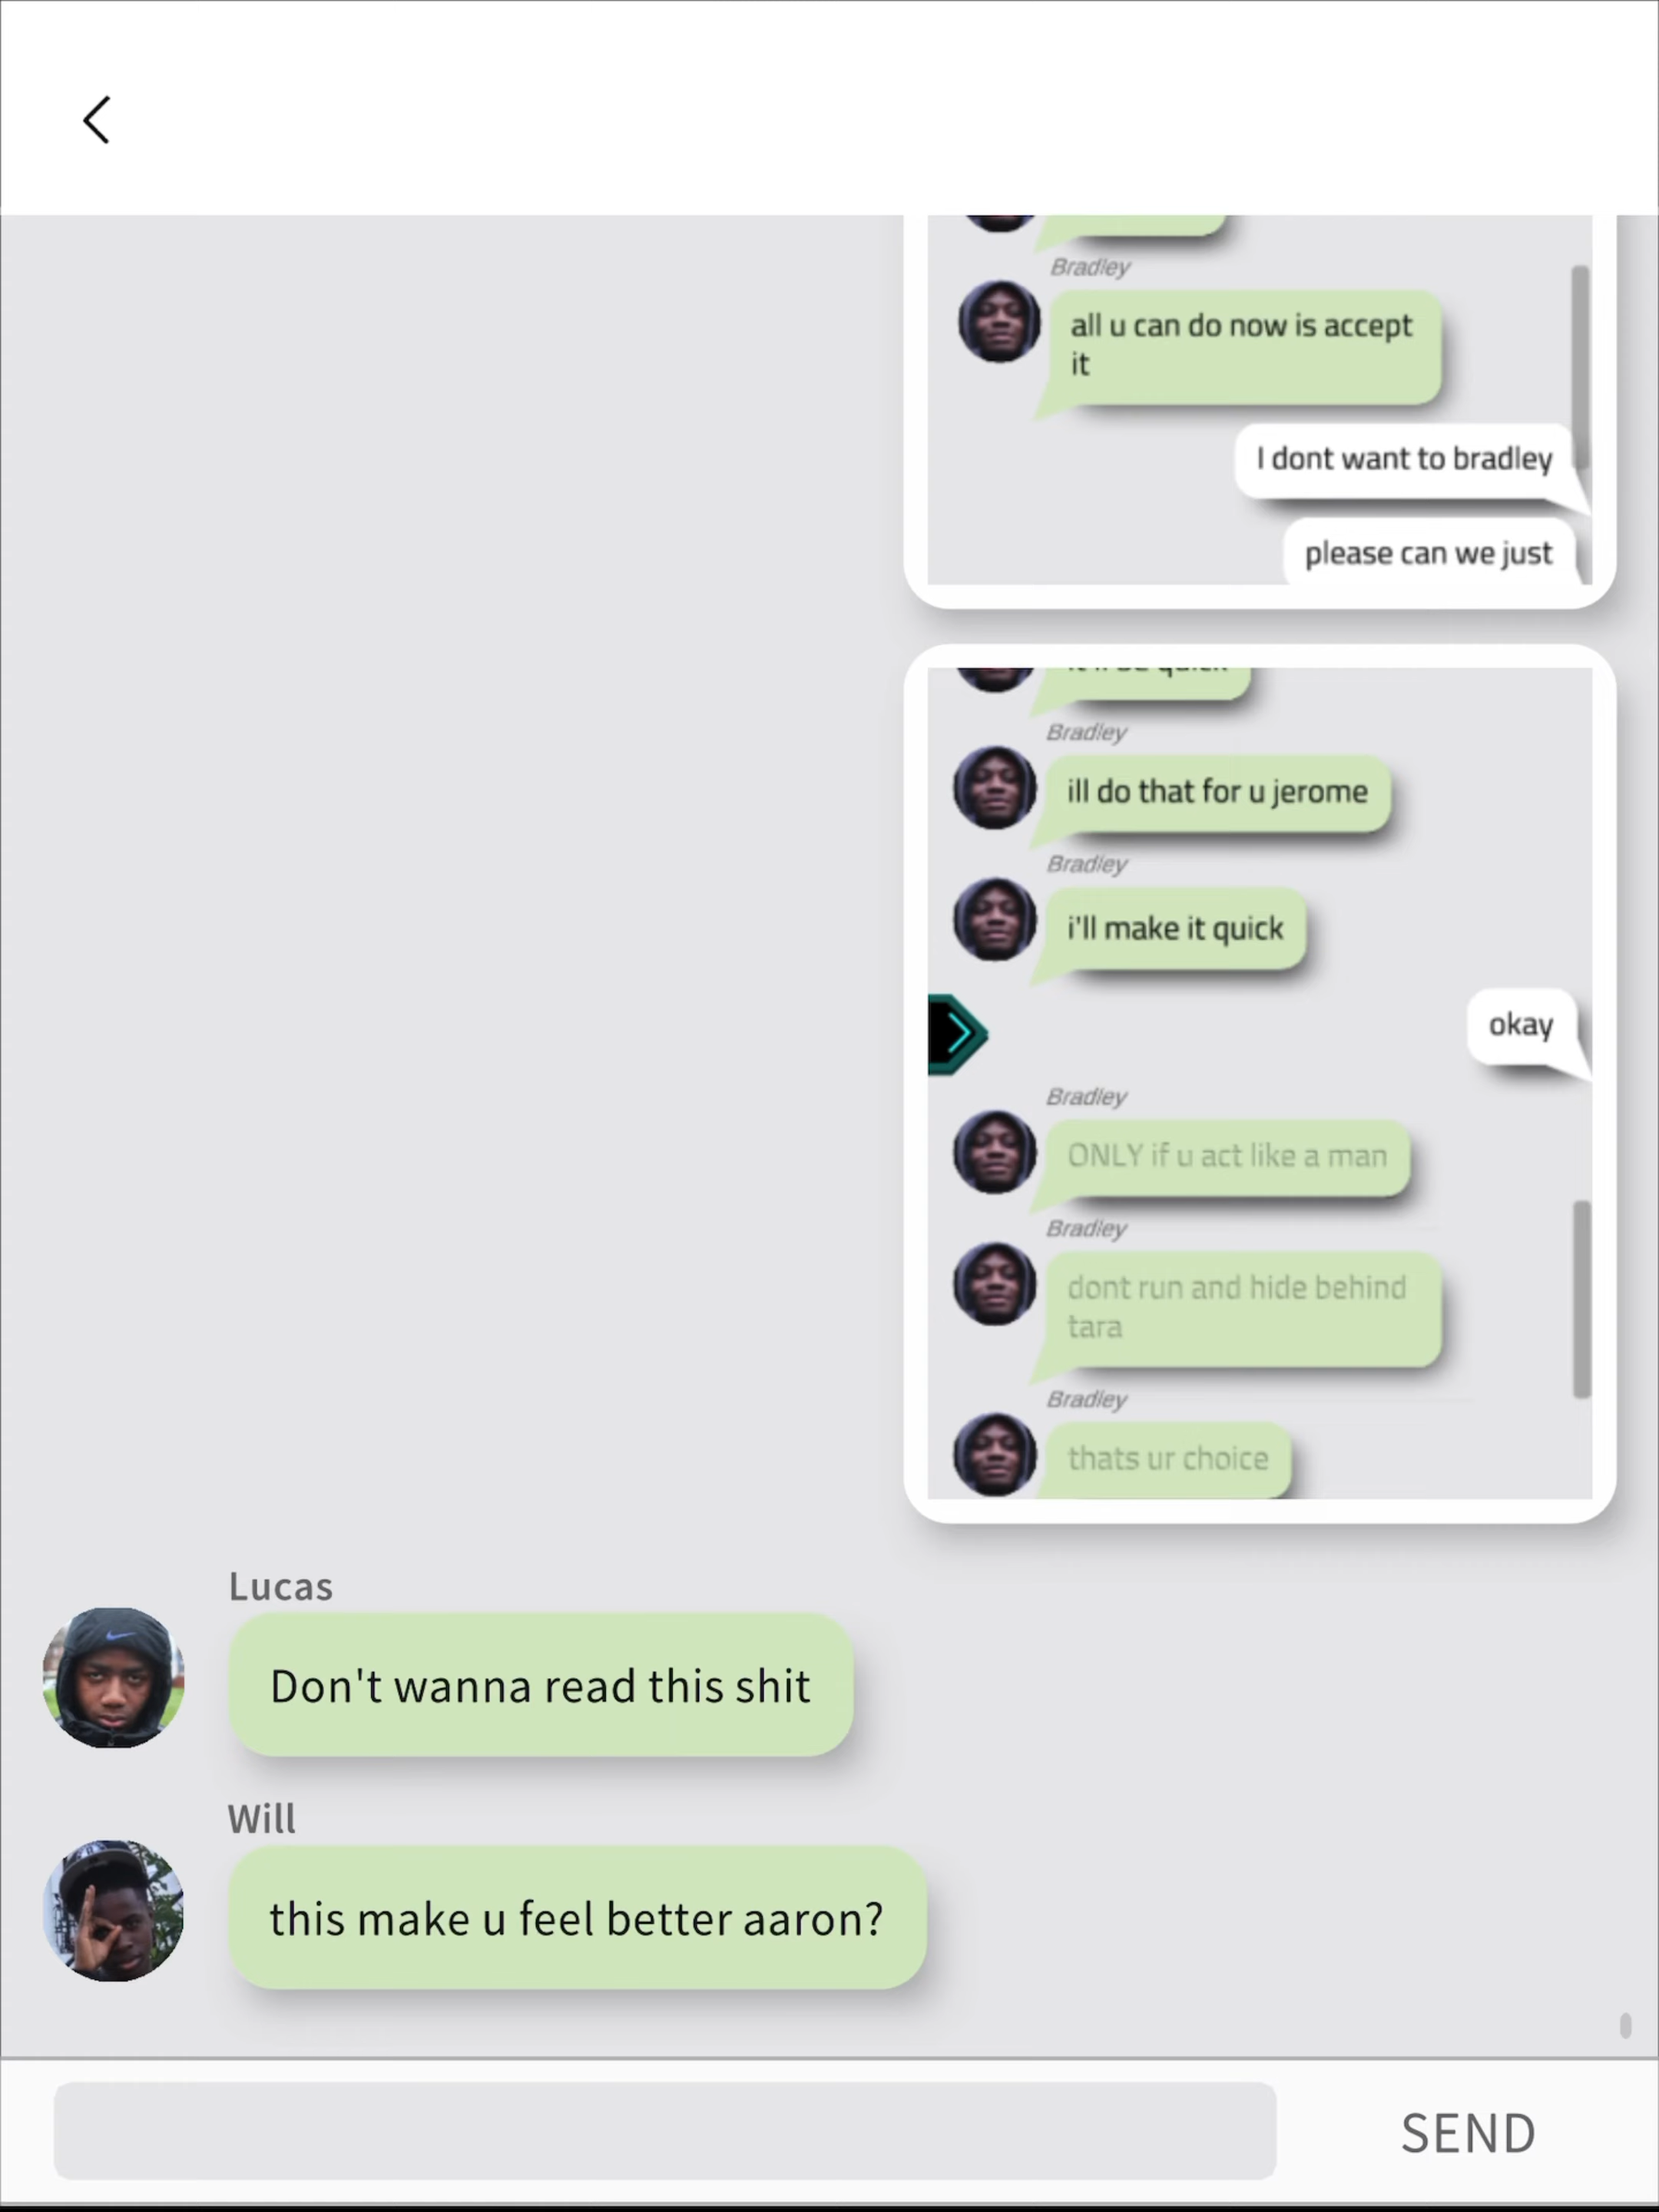 Bradley
all u can do now is accept
it
I dont want to bradley
please can we just
quick
Bradley
ill do that for u jerome
Bradley
i'll make it quick
okay
Bradley
ONLY if u act like a man
Bradley
dont run and hide behind
tara
Bradley
thats ur choice
Lucas
Don't wanna read this shit
Will
this make u feel better aaron?
SEND